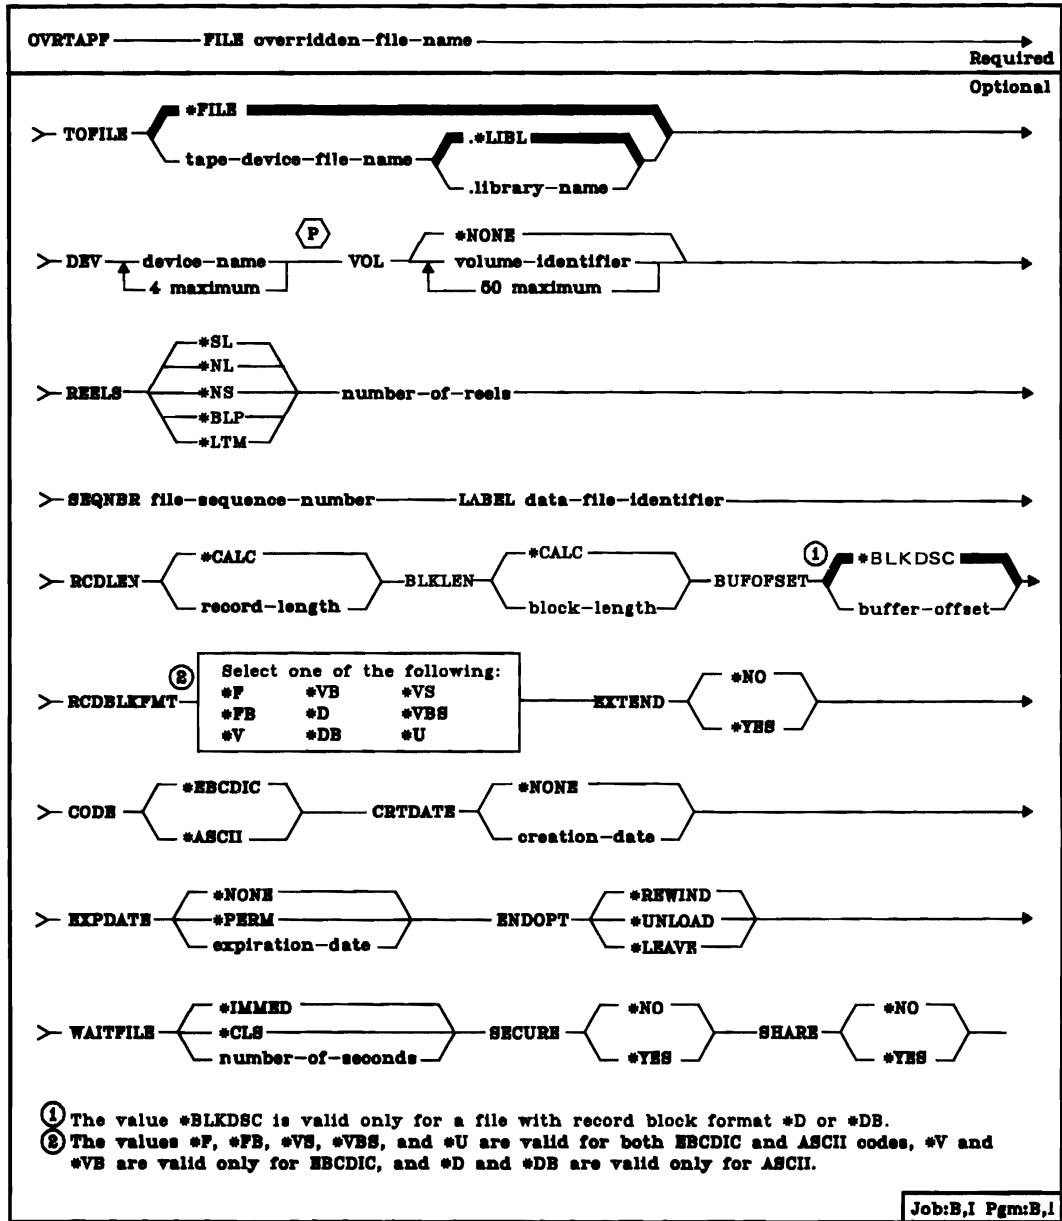 OVRTAPF FILE overridden-file-name
Required
Optional
*FILE
TOFILE
.*LIBL
tape-device-file-name
.library-name
P
*NONE
DEV device-name VOL volume-identifier
4 maximum 50 maximum
*SL
*NL
REELS *NS number-of-reels
*BLP
*LTM
SEQNBR file-sequence-number LABEL data-file-identifier
*CALC *CALC ① *BLKDSC
RCDLEN BLKLEN BUFOFSET
record-length block-length buffer-offset
② Select one of the following:
*F *VB *VS *NO
RCDBLKFMT *FB *D *VBS EXTEND
*V *DB *U *YES
*EBCDIC *NONE
CODE CRTDATE
*ASCII creation-date
*NONE *REWIND
EXPDATE *PERM ENDOPT *UNLOAD
expiration-date *LEAVE
*IMMED *NO *NO
WAITFILE *CLS SECURE SHARE
number-of-seconds *YES *YES
① The value *BLKDSC is valid only for a file with record block format *D or *DB.
② The values *F, *FB, *VS, *VBS, and *U are valid for both EBCDIC and ASCII codes, *V and
*VB are valid only for EBCDIC, and *D and *DB are valid only for ASCII.
Job:B,I Pgm:B,I